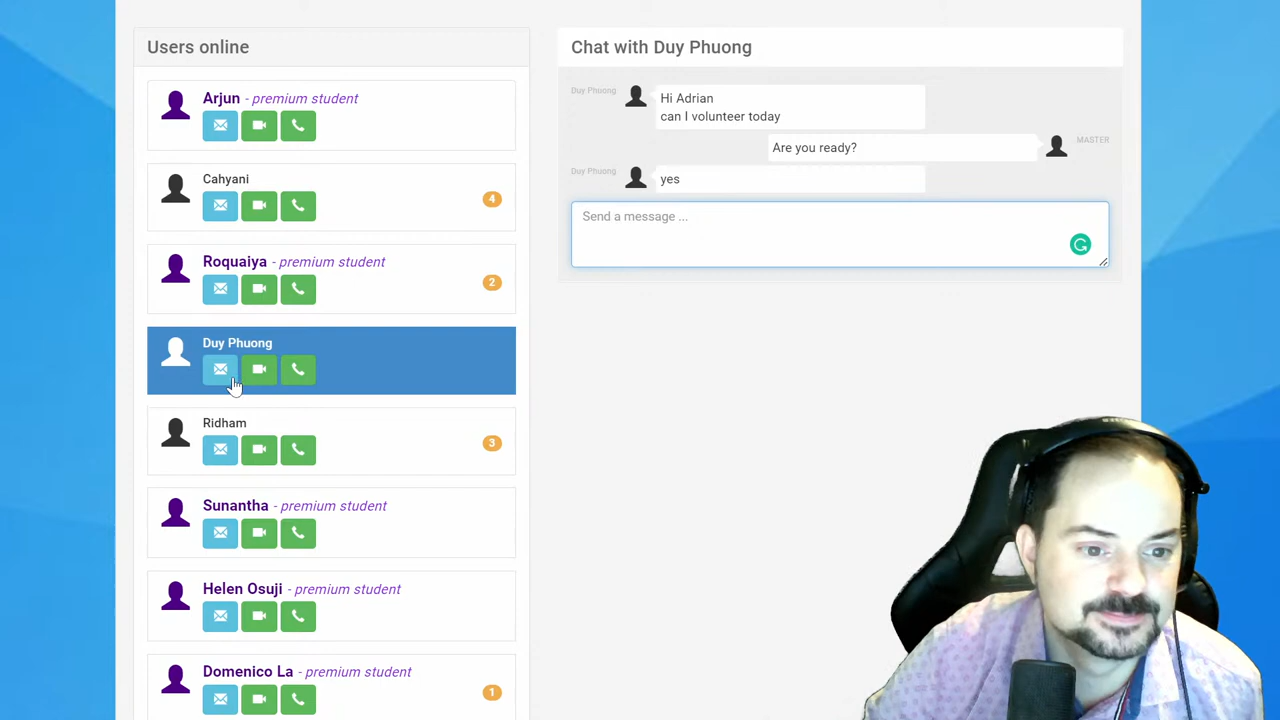 Users online
Arjun - premium student
Cahyani
4
Roquaiya - premium student
2
Duy Phuong
Ridham
3
Sunantha - premium student
Helen Osuji - premium student
Domenico La - premium student
1
Chat with Duy Phuong
Duy Phuong
Hi Adrian
can I volunteer today
Are you ready?
MASTER
Duy Phuong
yes
Send a message ...